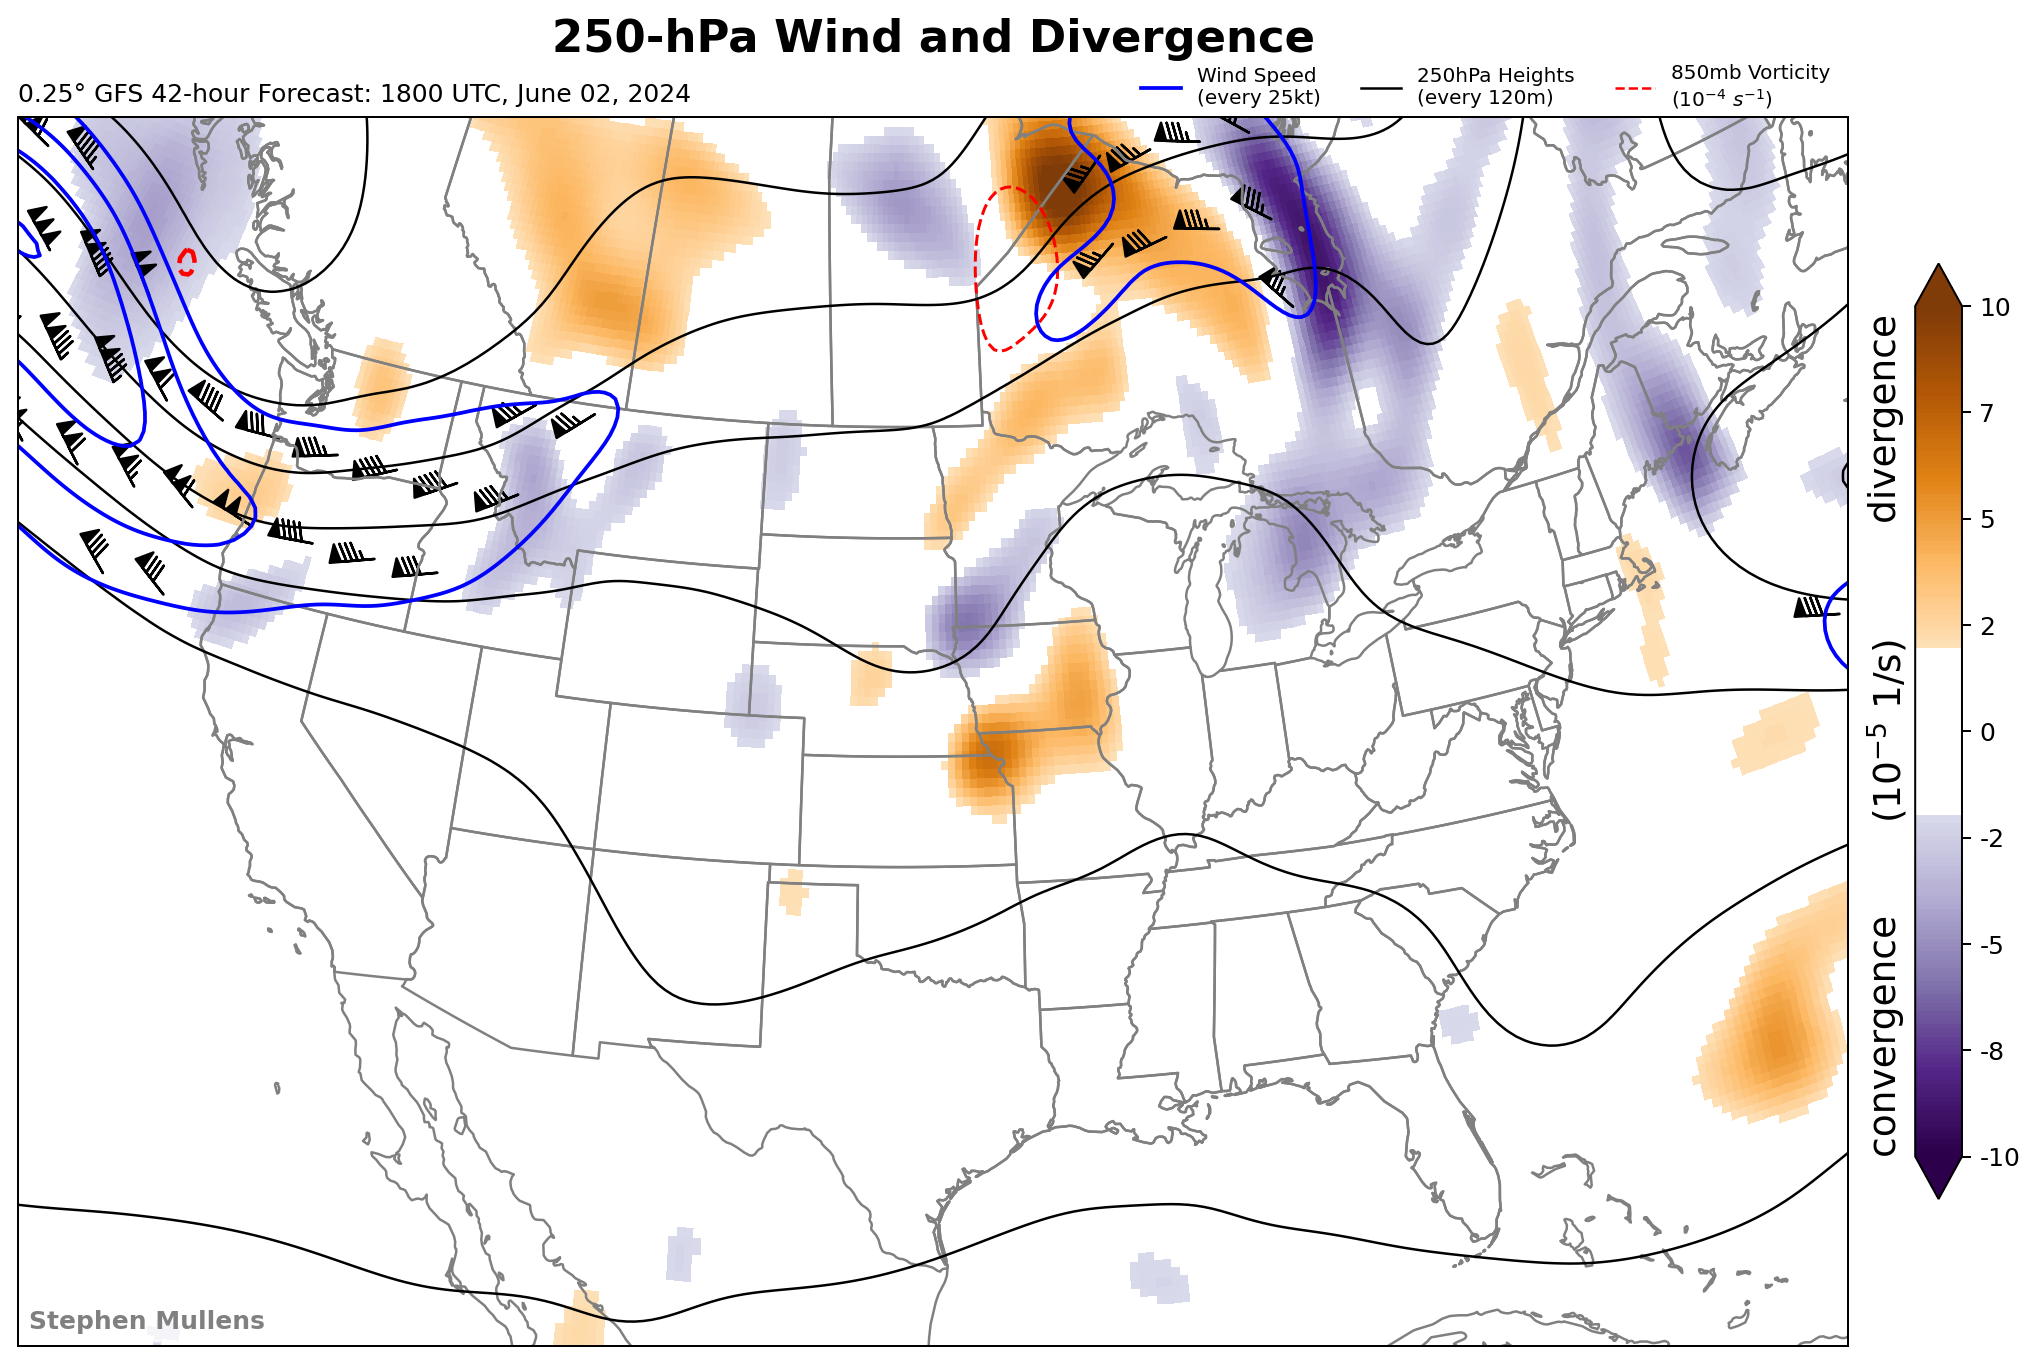 250-hPa Wind and Divergence
0.25° GFS 42-hour Forecast: 1800 UTC, June 02, 2024
Wind Speed
(every 25kt)
250hPa Heights
(every 120m)
850mb Vorticity
(10⁻⁴ s⁻¹)
10
7
5
2
0
-2
-5
-8
-10
convergence (10⁻⁵ 1/s) divergence
Stephen Mullens